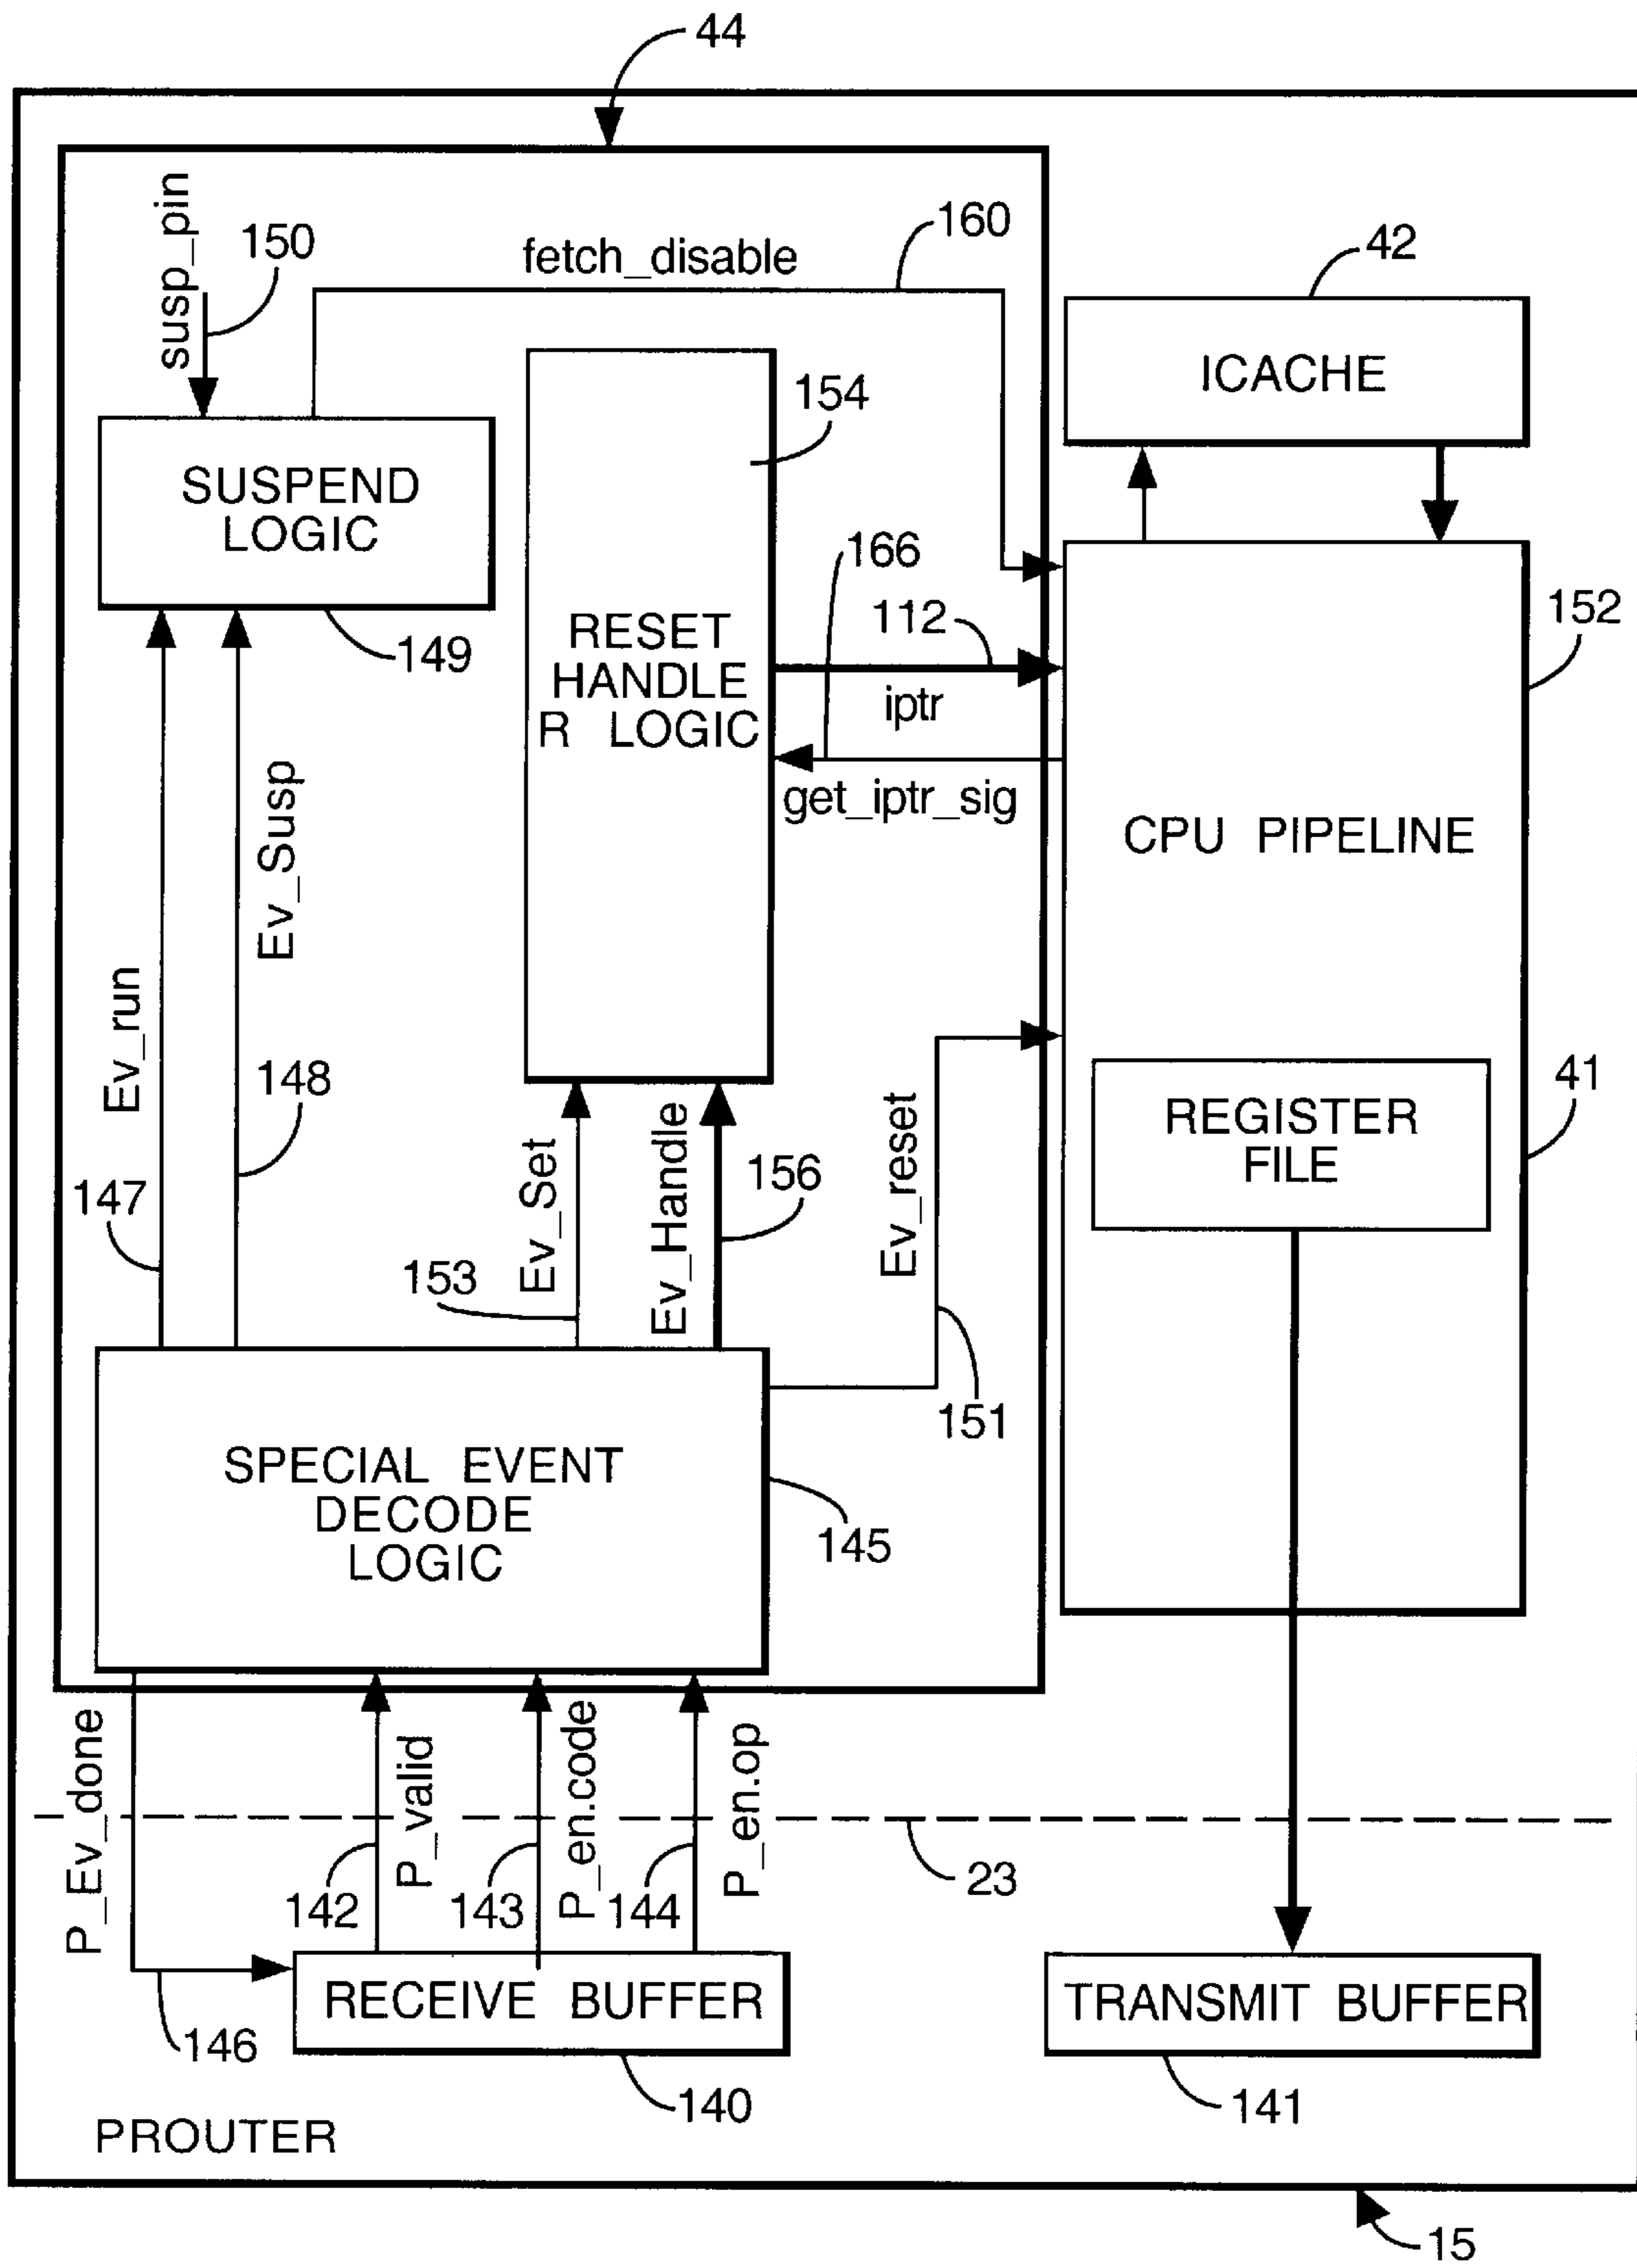 44
susp_pin
150
fetch_disable
160
42
ICACHE
154
SUSPEND
LOGIC
149
166
112
RESET
HANDLE
R LOGIC
iptr
get_iptr_sig
152
CPU PIPELINE
Ev_run
Ev_Susp
148
147
41
REGISTER
FILE
153
Ev_Set
Ev_Handle
156
Ev_reset
151
SPECIAL EVENT
DECODE
LOGIC
145
P_Ev_done
142
P_valid
143
P_en.code
144
P_en.op
23
146
RECEIVE BUFFER
TRANSMIT BUFFER
140
141
PROUTER
15